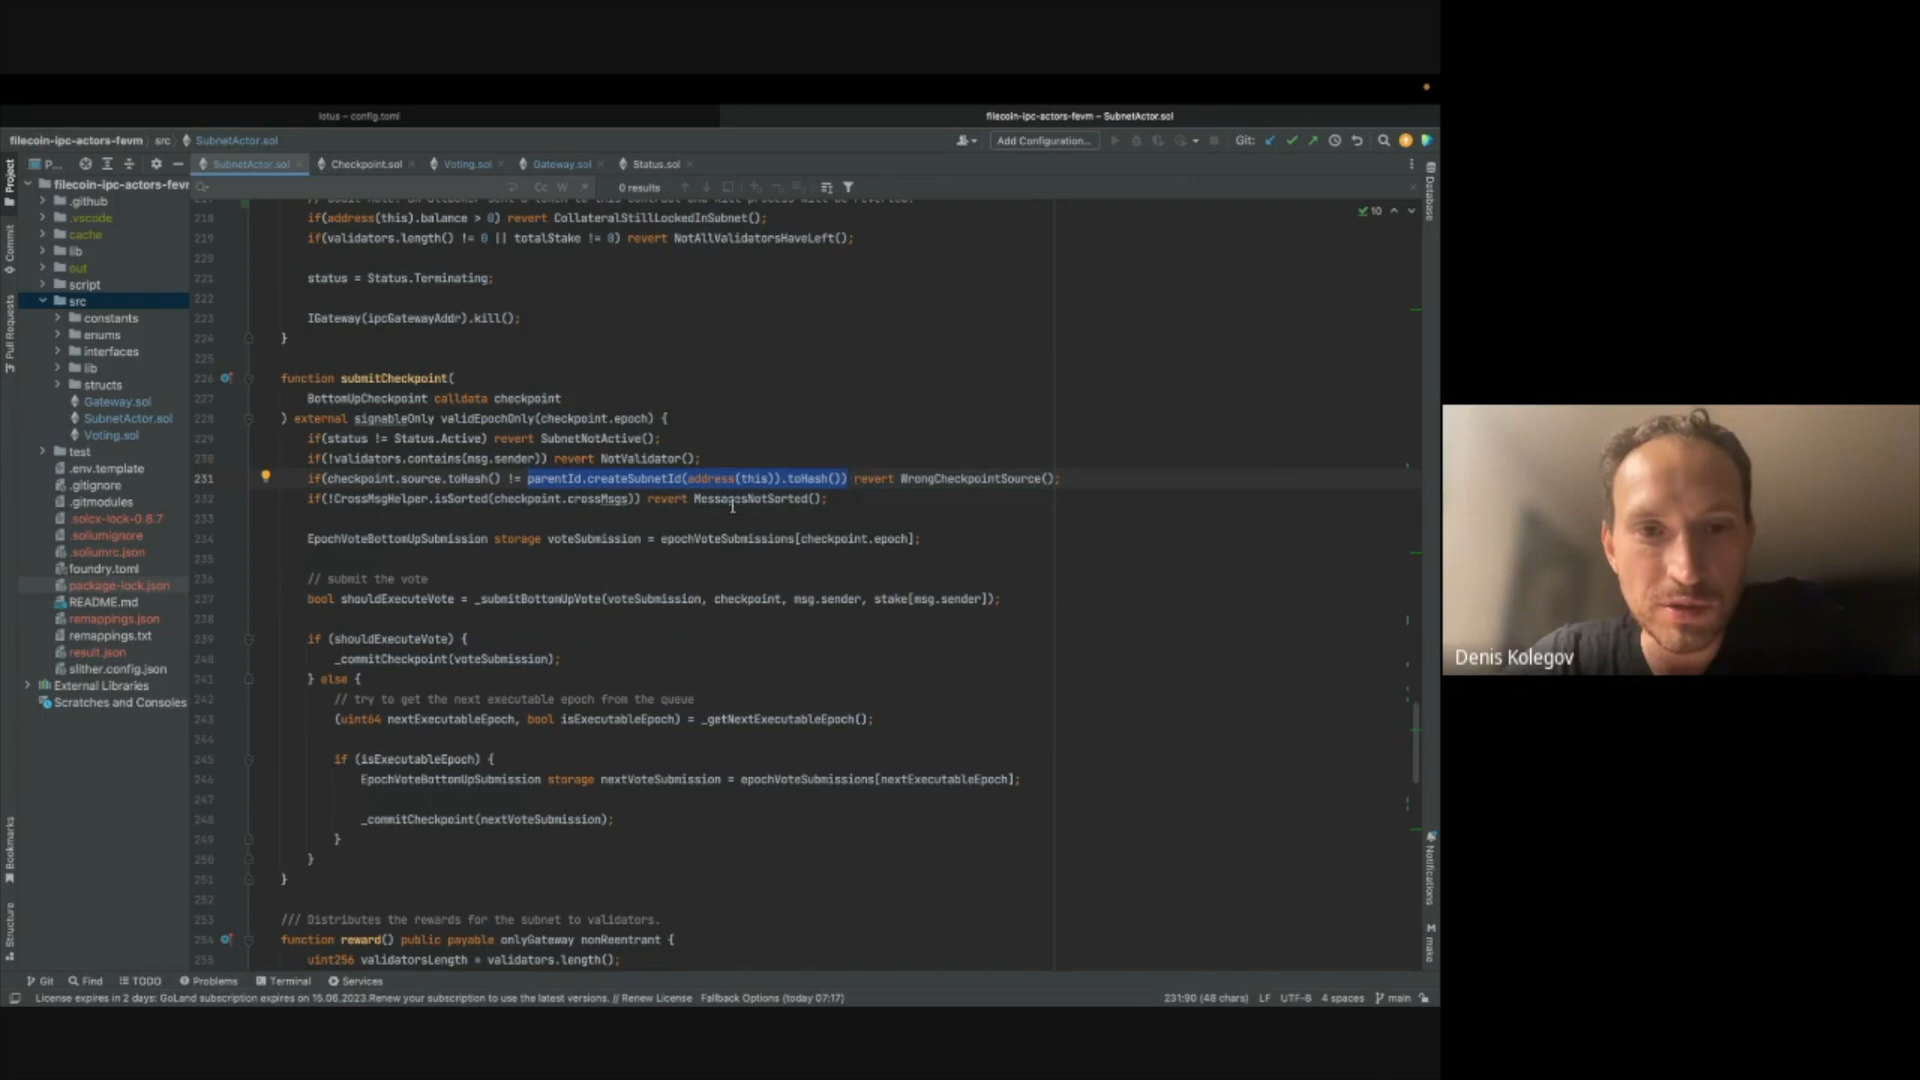 lotus – config.toml
filecoin-ipc-actors-fevm – SubnetActor.sol
filecoin-ipc-actors-fevm src SubnetActor.sol
Add Configuration...
Git:
P...
SubnetActor.sol
Checkpoint.sol
Voting.sol
Gateway.sol
Status.sol
Project
Commit
Pull Requests
Bookmarks
Structure
filecoin-ipc-actors-fevm
.github
.vscode
cache
lib
out
script
src
constants
enums
interfaces
lib
structs
Gateway.sol
SubnetActor.sol
Voting.sol
test
.env.template
.gitignore
.gitmodules
.solcx-lock-0.8.7
.soliumignore
.soliumrc.json
foundry.toml
package-lock.json
README.md
remappings.json
remappings.txt
result.json
slither.config.json
External Libraries
Scratches and Consoles
Cc W
0 results
10
218 if(address(this).balance > 0) revert CollateralStillLockedInSubnet();
219 if(validators.length() != 0 || totalStake != 0) revert NotAllValidatorsHaveLeft();
220
221 status = Status.Terminating;
222
223 IGateway(ipcGatewayAddr).kill();
224 }
225
226 function submitCheckpoint(
227 BottomUpCheckpoint calldata checkpoint
228 ) external signableOnly validEpochOnly(checkpoint.epoch) {
229 if(status != Status.Active) revert SubnetNotActive();
230 if(!validators.contains(msg.sender)) revert NotValidator();
231 if(checkpoint.source.toHash() != parentId.createSubnetId(address(this)).toHash()) revert WrongCheckpointSource();
232 if(!CrossMsgHelper.isSorted(checkpoint.crossMsgs)) revert MessagesNotSorted();
233
234 EpochVoteBottomUpSubmission storage voteSubmission = epochVoteSubmissions[checkpoint.epoch];
235
236 // submit the vote
237 bool shouldExecuteVote = _submitBottomUpVote(voteSubmission, checkpoint, msg.sender, stake[msg.sender]);
238
239 if (shouldExecuteVote) {
240 _commitCheckpoint(voteSubmission);
241 } else {
242 // try to get the next executable epoch from the queue
243 (uint64 nextExecutableEpoch, bool isExecutableEpoch) = _getNextExecutableEpoch();
244
245 if (isExecutableEpoch) {
246 EpochVoteBottomUpSubmission storage nextVoteSubmission = epochVoteSubmissions[nextExecutableEpoch];
247
248 _commitCheckpoint(nextVoteSubmission);
249 }
250 }
251 }
252
253 /// Distributes the rewards for the subnet to validators.
254 function reward() public payable onlyGateway nonReentrant {
255 uint256 validatorsLength = validators.length();
Database
Notifications
make
Denis Kolegov
Git Find TODO Problems Terminal Services
License expires in 2 days: GoLand subscription expires on 15.06.2023.Renew your subscription to use the latest versions. // Renew License Fallback Options (today 07:17)
231:90 (48 chars) LF UTF-8 4 spaces main